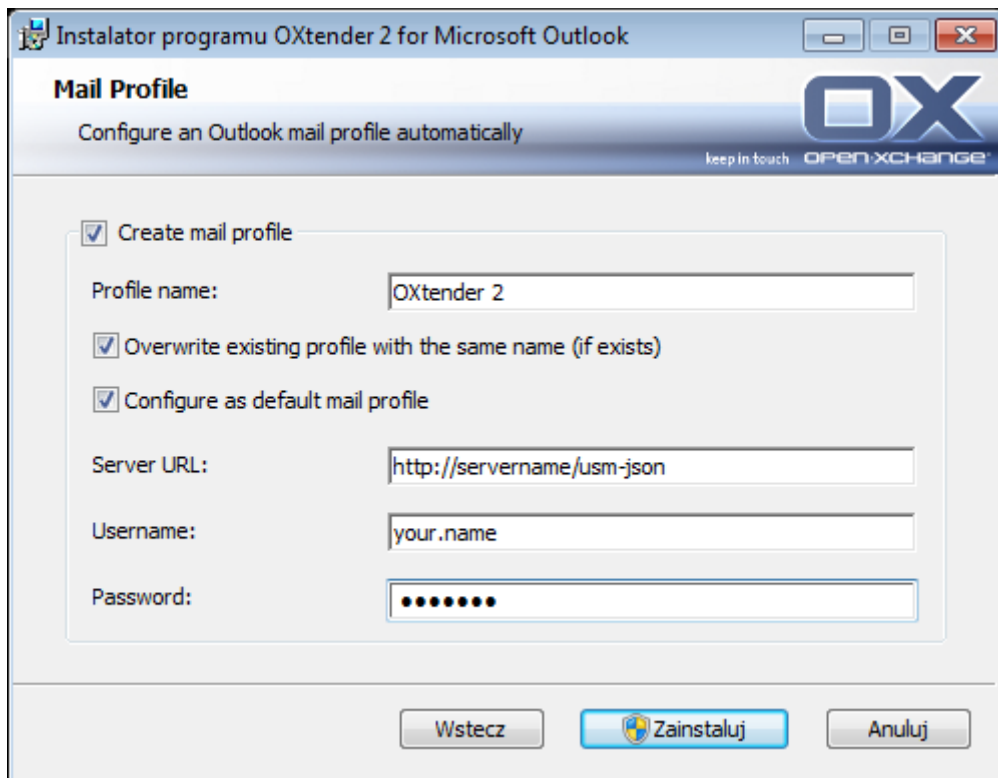 Instalator programu OXtender 2 for Microsoft Outlook
Mail Profile
Configure an Outlook mail profile automatically
OX
keep in touch OPEN-XCHANGE
Create mail profile
Profile name: OXtender 2
Overwrite existing profile with the same name (if exists)
Configure as default mail profile
Server URL: http://servername/usm-json
Username: your.name
Password: •••••••
Wstecz Zainstaluj Anuluj